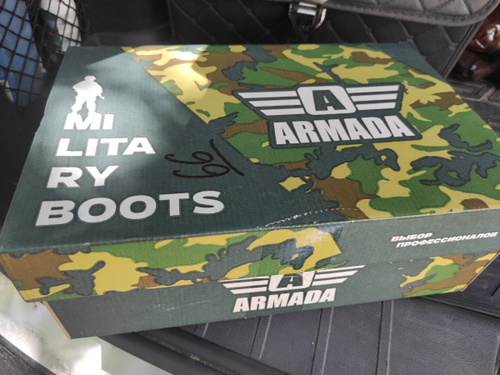 MI
LITA
RY
BOOTS
A
ARMADA
ВЫБОР
ПРОФЕССИОНАЛОВ
A
ARMADA